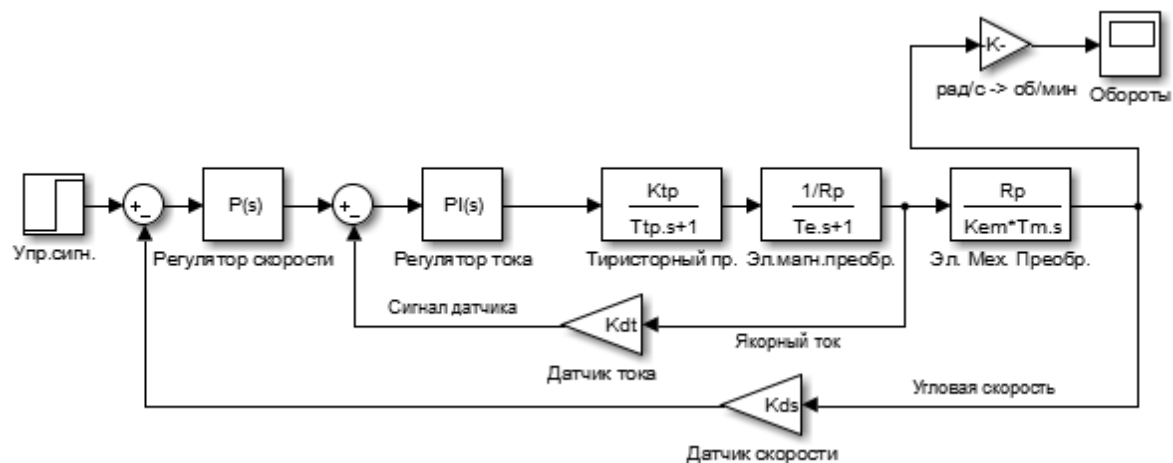 -K-
рад/с -> об/мин
Обороты
Упр.сигн.
+
_
P(s)
Регулятор скорости
+
_
PI(s)
Регулятор тока
Ktp
Ttp.s+1
Тиристорный пр.
1/Rp
Te.s+1
Эл.магн.преобр.
Rp
Kem*Tm.s
Эл. Мех. Преобр.
Сигнал датчика
Kdt
Датчик тока
Якорный ток
Kds
Датчик скорости
Угловая скорость